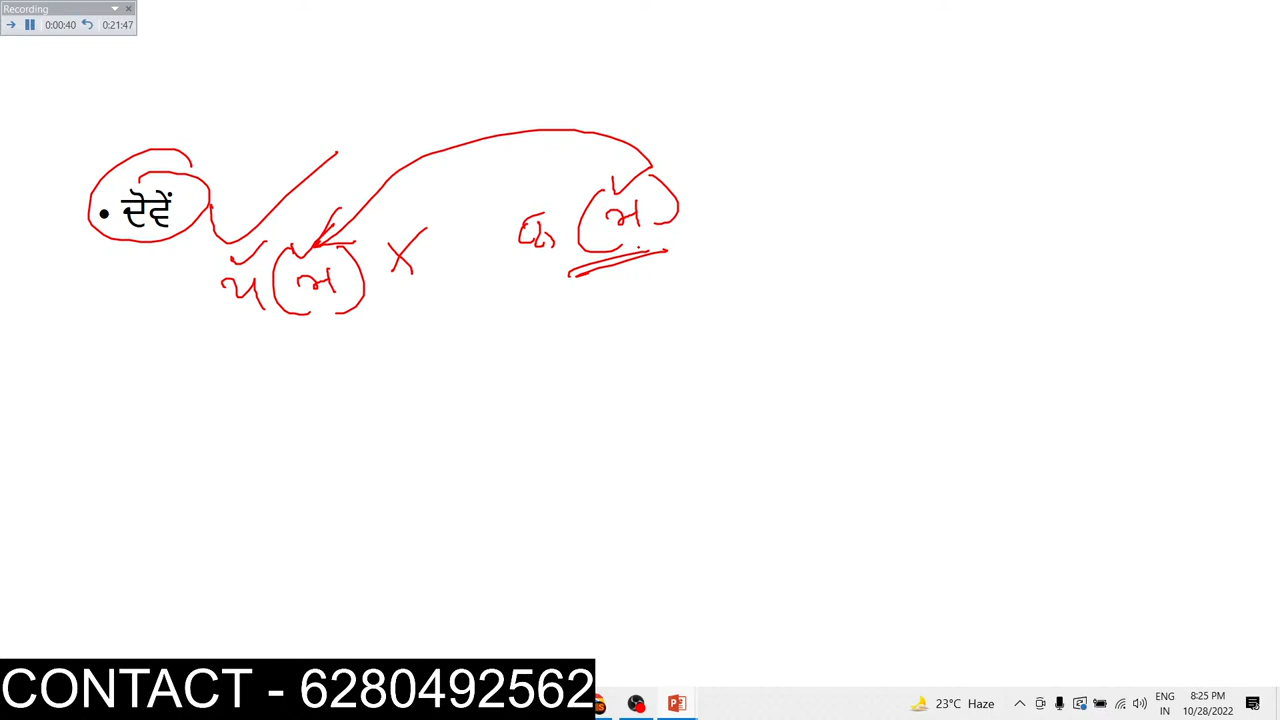 Recording
0:00:40 0:21:47
• ਦੋਵੇਂ
ਅ (ਸ) X
ਕ (ਸ)
CONTACT - 6280492562
23°C Haze
ENG
IN
8:25 PM
10/28/2022